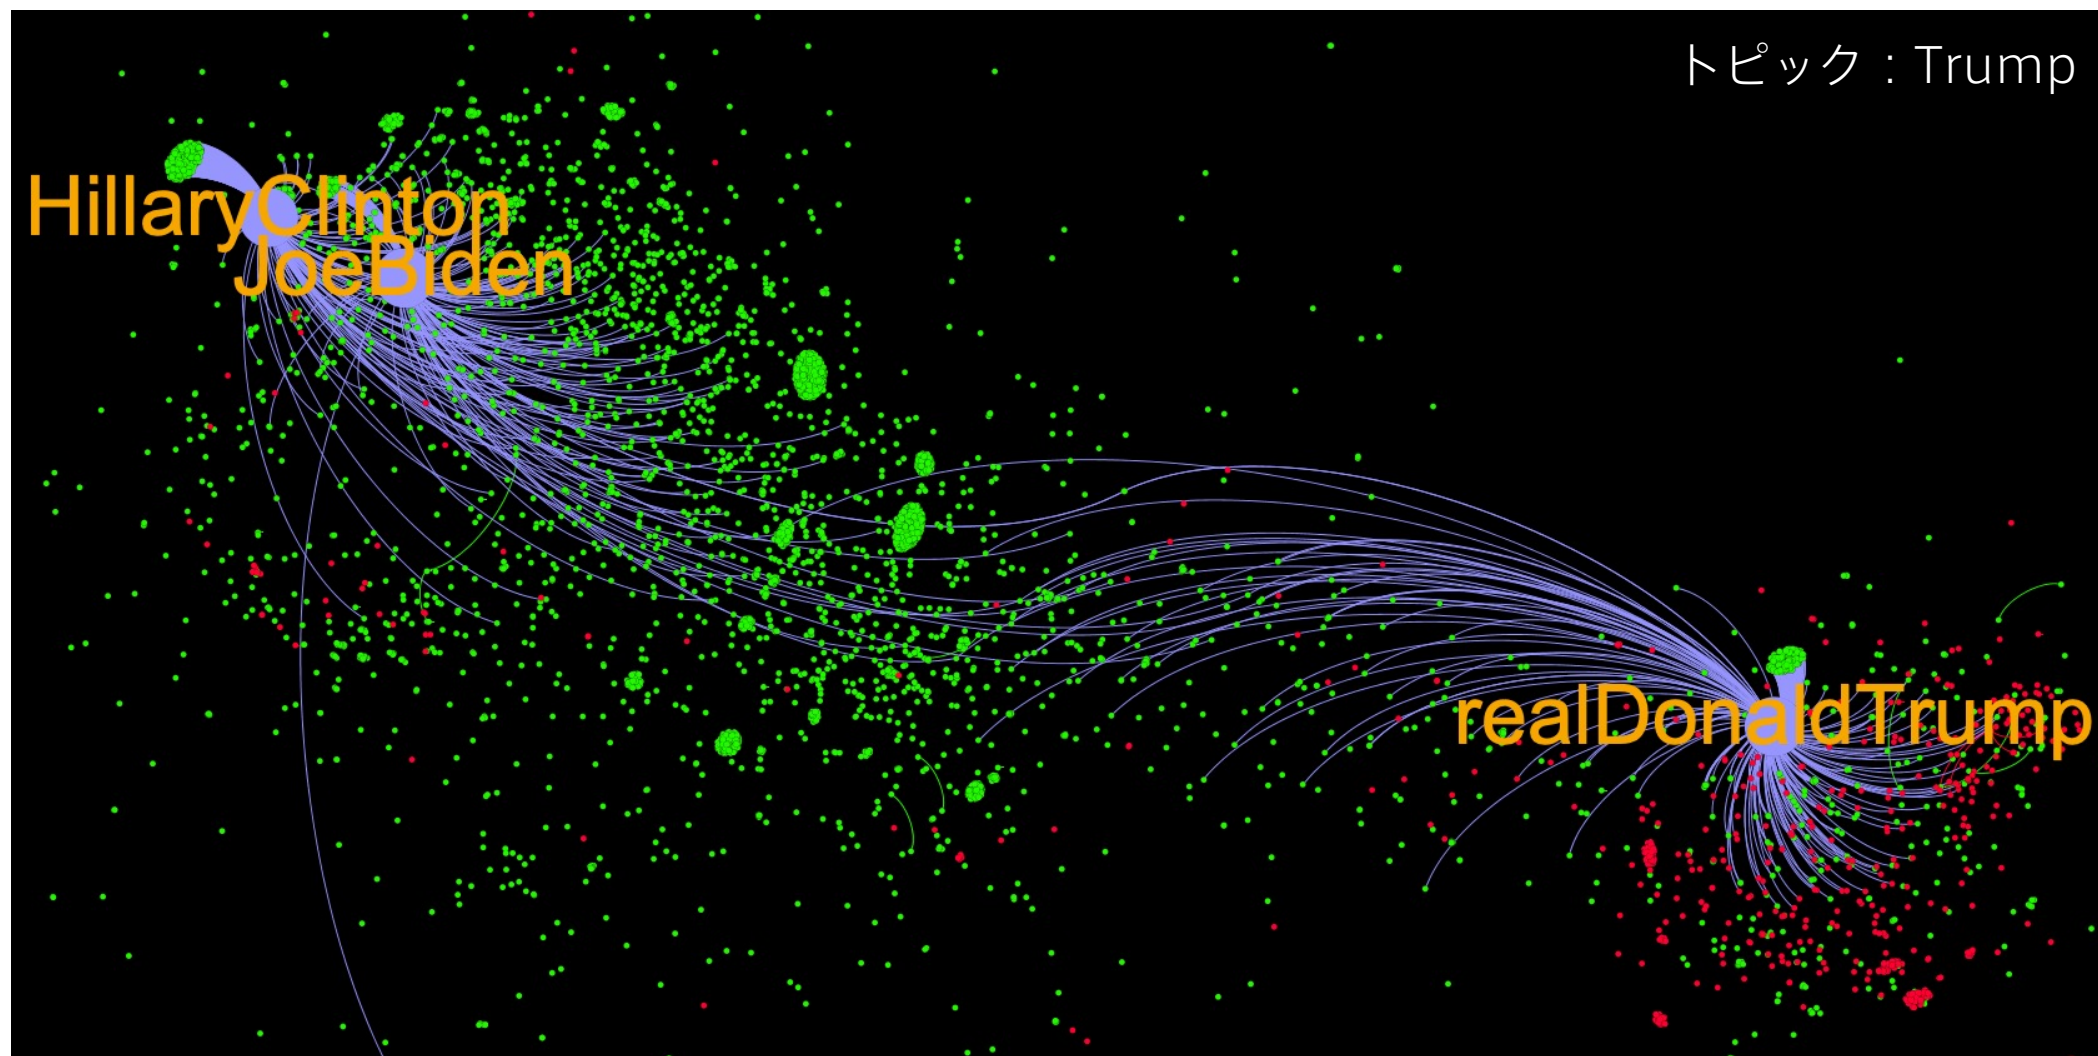 トピック : Trump
HillaryClinton
JoeBiden
realDonaldTrump